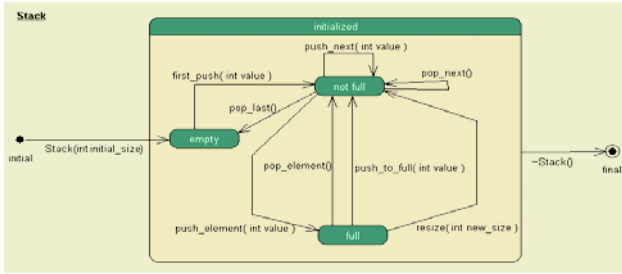 Stack
initialized
push_next( int value )
first_push( int value )
pop_next()
not full
pop_last()
empty
initial
Stack(int initial_size)
pop_element()
push_to_full( int value )
~Stack()
final
push_element( int value )
full
resize( int new_size )